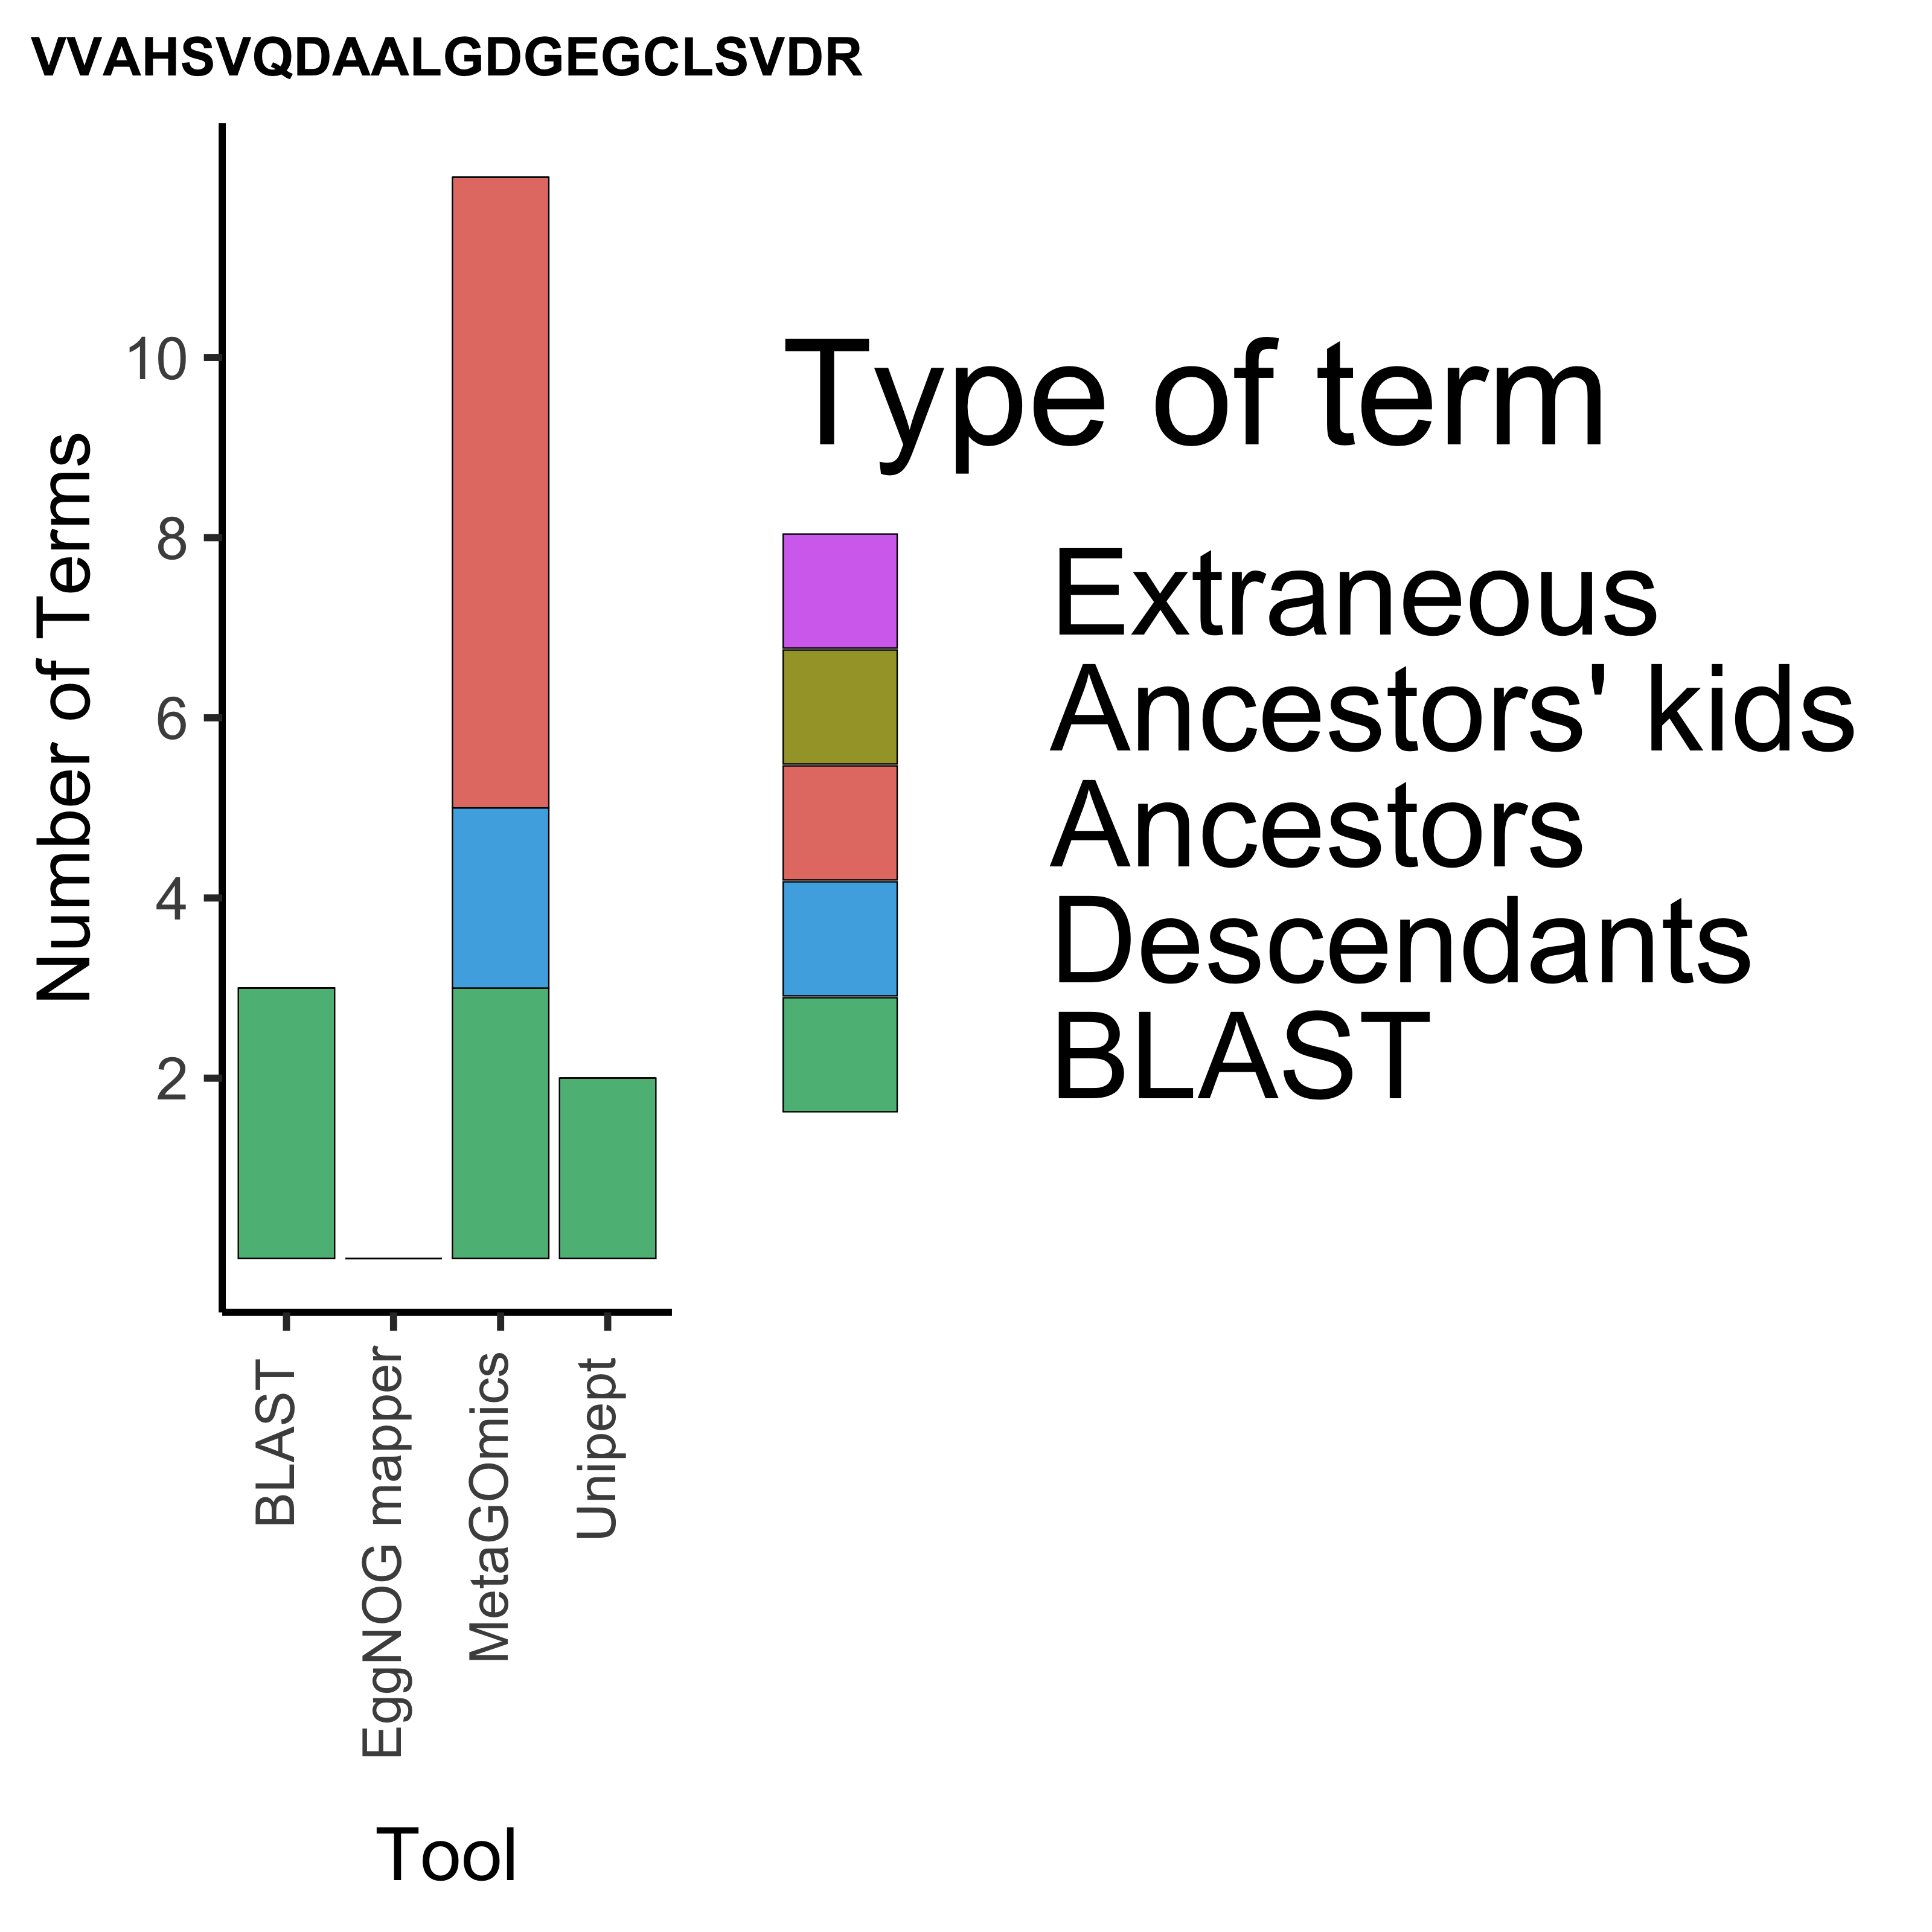 VVAHSVQDAALGDGEGCLSVDR
Number of Terms
10
8
6
4
2
BLAST
EggNOG mapper
MetaGOmics
Unipept
Tool
Type of term
Extraneous
Ancestors' kids
Ancestors
Descendants
BLAST